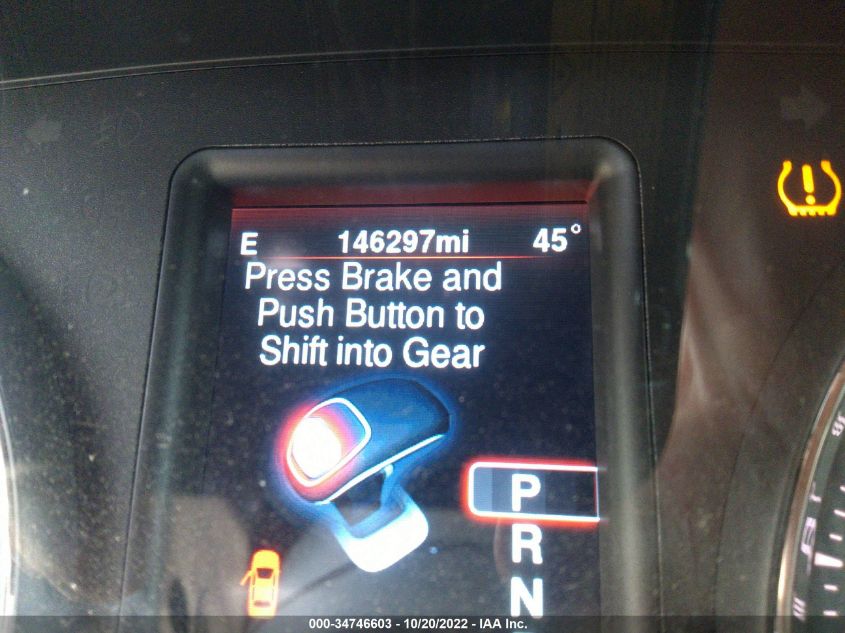 E 146297mi 45°
Press Brake and
Push Button to
Shift into Gear
P
R
N
000-34746603 - 10/20/2022 - IAA Inc.